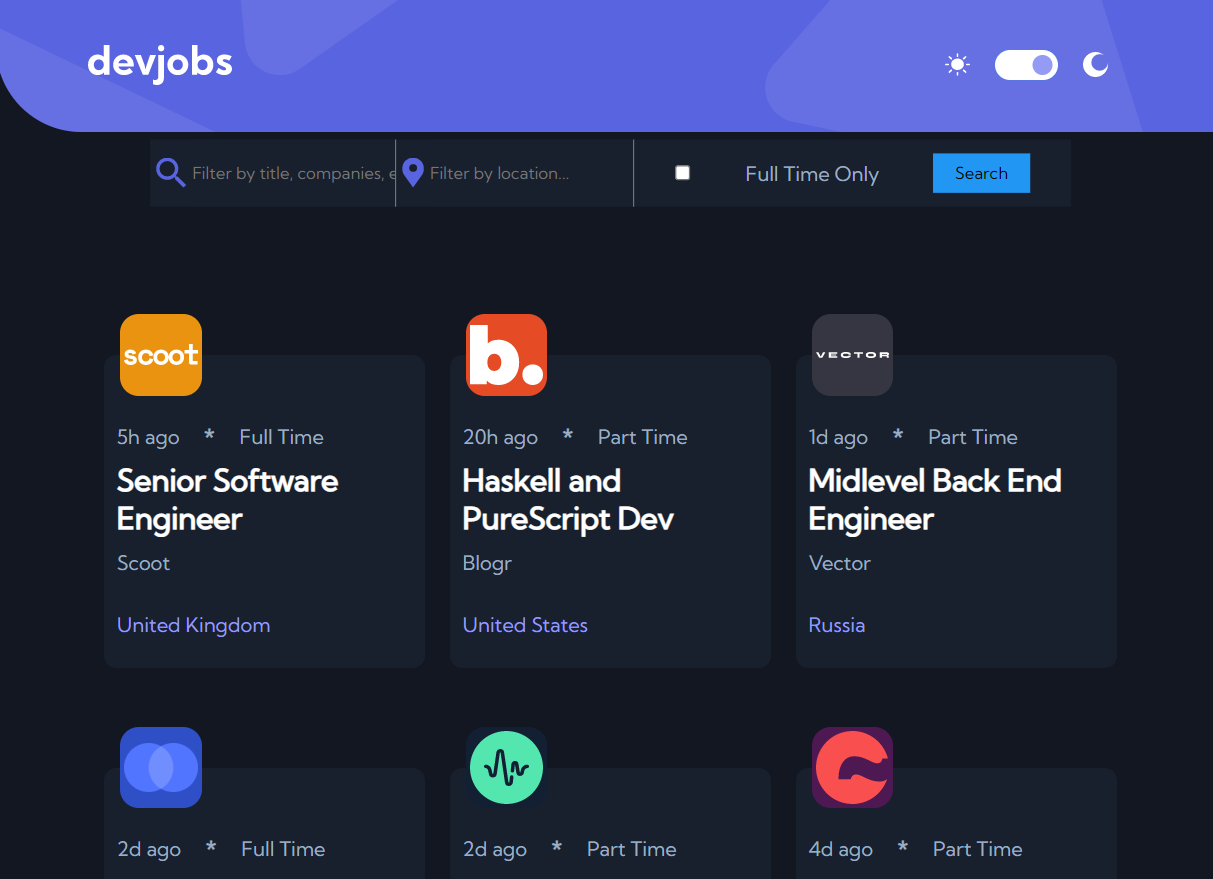 devjobs
Filter by title, companies, e
Filter by location...
Full Time Only
Search
scoot
5h ago * Full Time
Senior Software
Engineer
Scoot
United Kingdom
b.
20h ago * Part Time
Haskell and
PureScript Dev
Blogr
United States
VECTOR
1d ago * Part Time
Midlevel Back End
Engineer
Vector
Russia
2d ago * Full Time
2d ago * Part Time
4d ago * Part Time